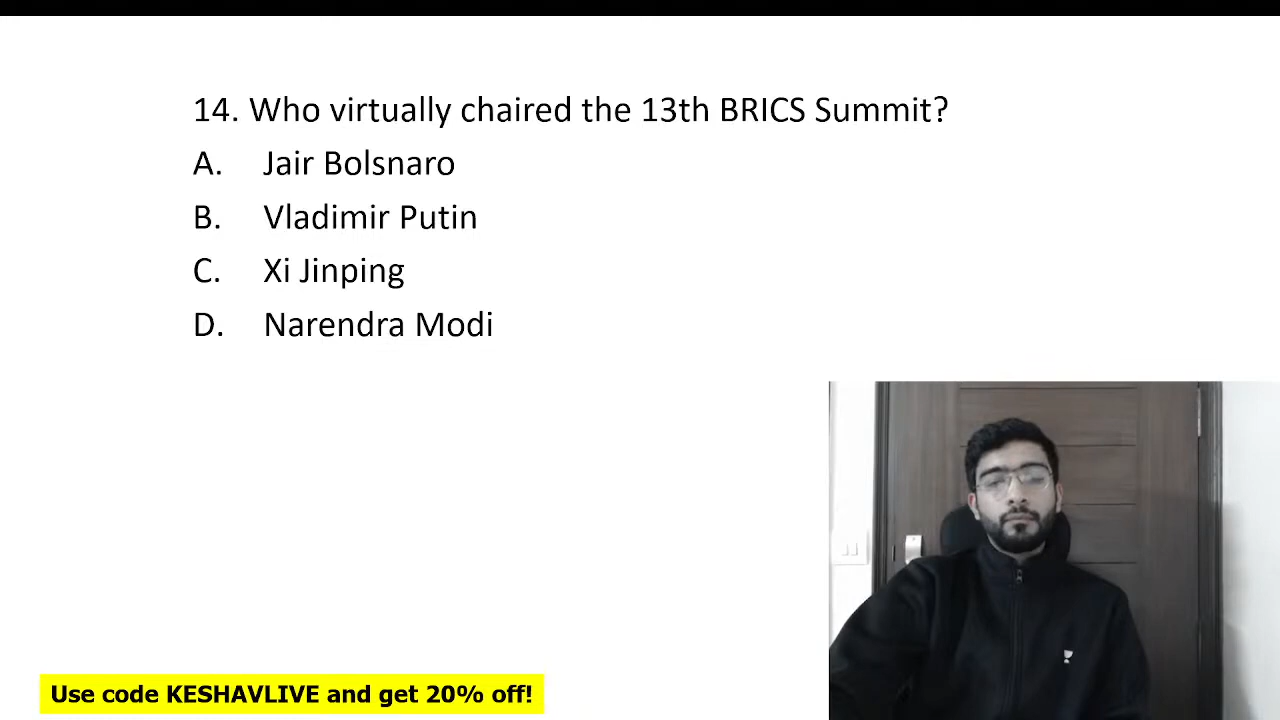 14. Who virtually chaired the 13th BRICS Summit?
A. Jair Bolsnaro
B. Vladimir Putin
C. Xi Jinping
D. Narendra Modi
Use code KESHAVLIVE and get 20% off!